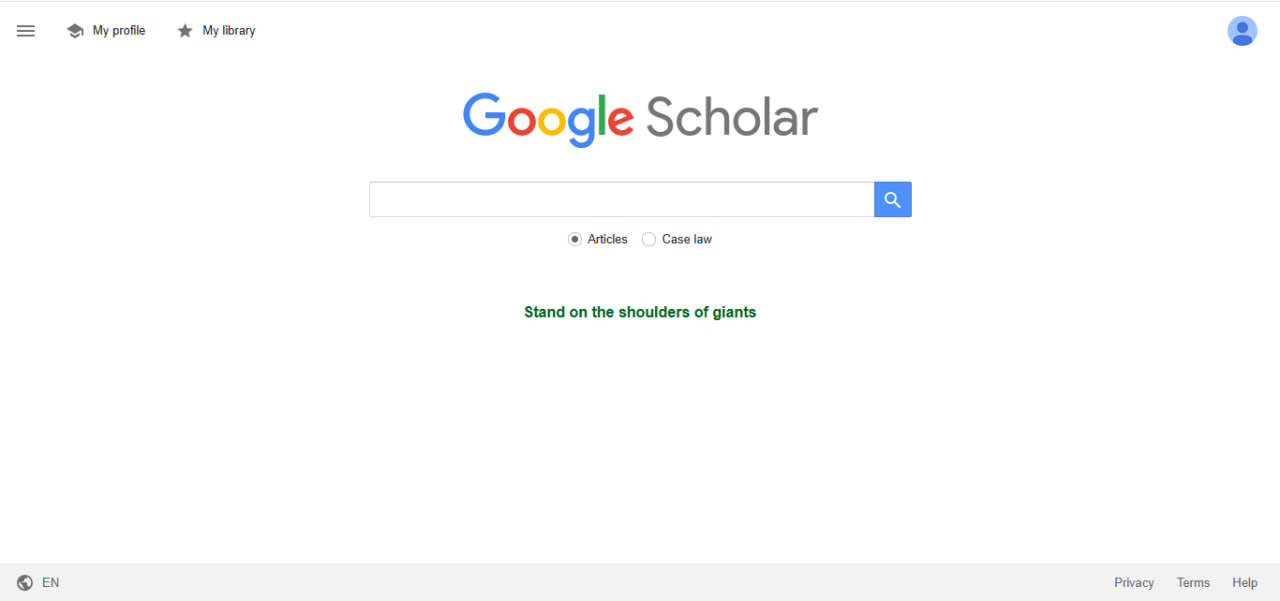 My profile My library
Google Scholar
Articles Case law
Stand on the shoulders of giants
EN Privacy Terms Help